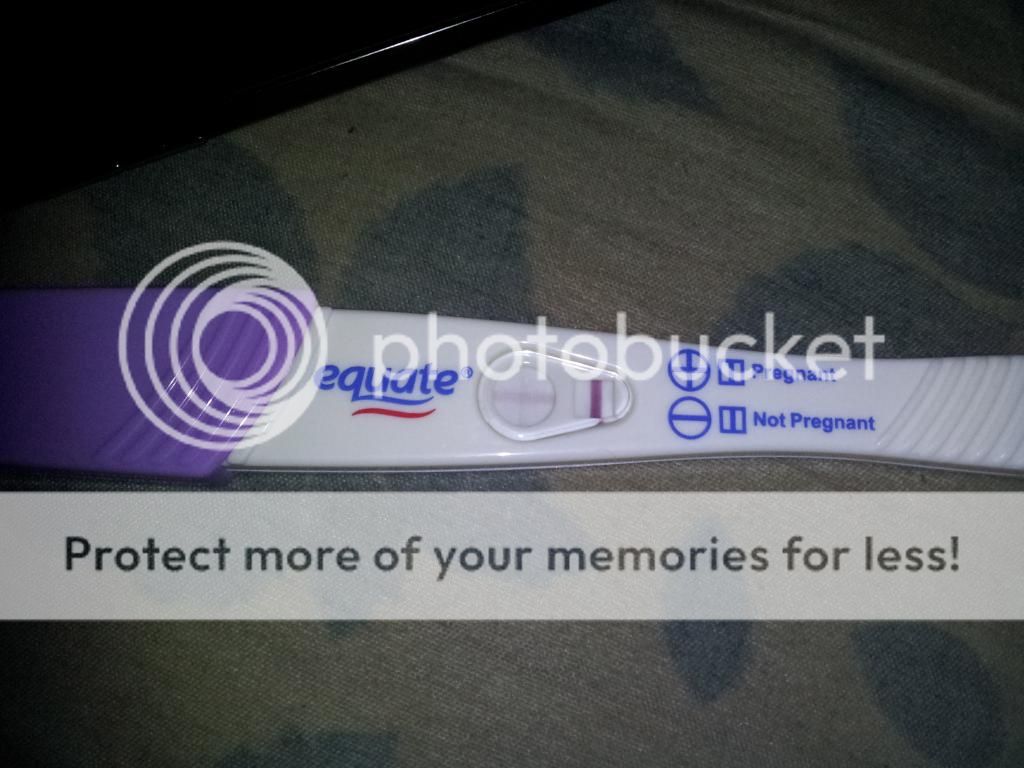 photobucket
equate®
Pregnant
Not Pregnant
Protect more of your memories for less!